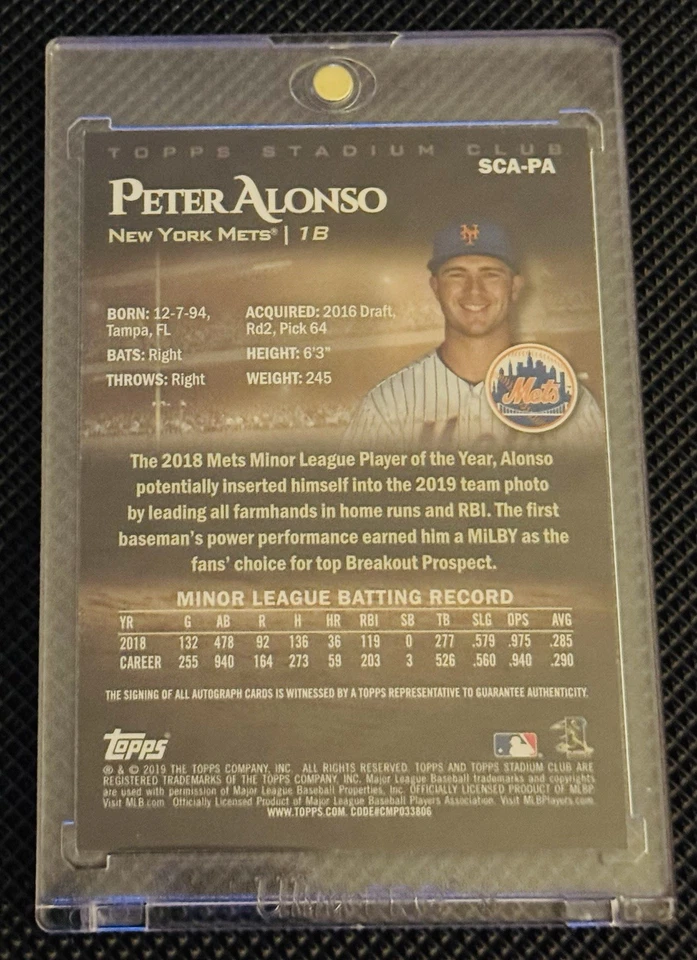 TOPPS STADIUM CLUB
SCA-PA
PETER ALONSO
NEW YORK METS® | 1B
BORN: 12-7-94, ACQUIRED: 2016 Draft,
Tampa, FL Rd2, Pick 64
BATS: Right HEIGHT: 6'3"
THROWS: Right WEIGHT: 245
Mets
The 2018 Mets Minor League Player of the Year, Alonso
potentially inserted himself into the 2019 team photo
by leading all farmhands in home runs and RBI. The first
baseman's power performance earned him a MiLBY as the
fans' choice for top Breakout Prospect.
MINOR LEAGUE BATTING RECORD
YR G AB R H HR RBI SB TB SLG OPS AVG
2018 132 478 92 136 36 119 0 277 .579 .975 .285
CAREER 255 940 164 273 59 203 3 526 .560 .940 .290
THE SIGNING OF ALL AUTOGRAPH CARDS IS WITNESSED BY A TOPPS REPRESENTATIVE TO GUARANTEE AUTHENTICITY.
topps®
® & © 2019 THE TOPPS COMPANY, INC. ALL RIGHTS RESERVED. TOPPS AND TOPPS STADIUM CLUB ARE
REGISTERED TRADEMARKS OF THE TOPPS COMPANY, INC. Major League Baseball trademarks and copyrights
are used with permission of Major League Baseball Properties, Inc. OFFICIALLY LICENSED PRODUCT OF MLBP
Visit MLB.com Officially Licensed Product of Major League Baseball Players Association. Visit MLBPlayers.com
WWW.TOPPS.COM. CODE#CMP033806